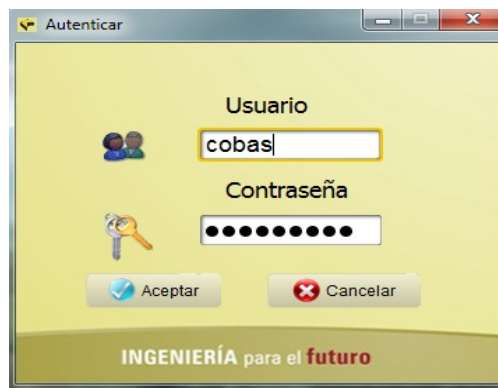 Autenticar
Usuario
cobas
Contraseña
●●●●●●●●●
Aceptar Cancelar
INGENIERÍA para el futuro